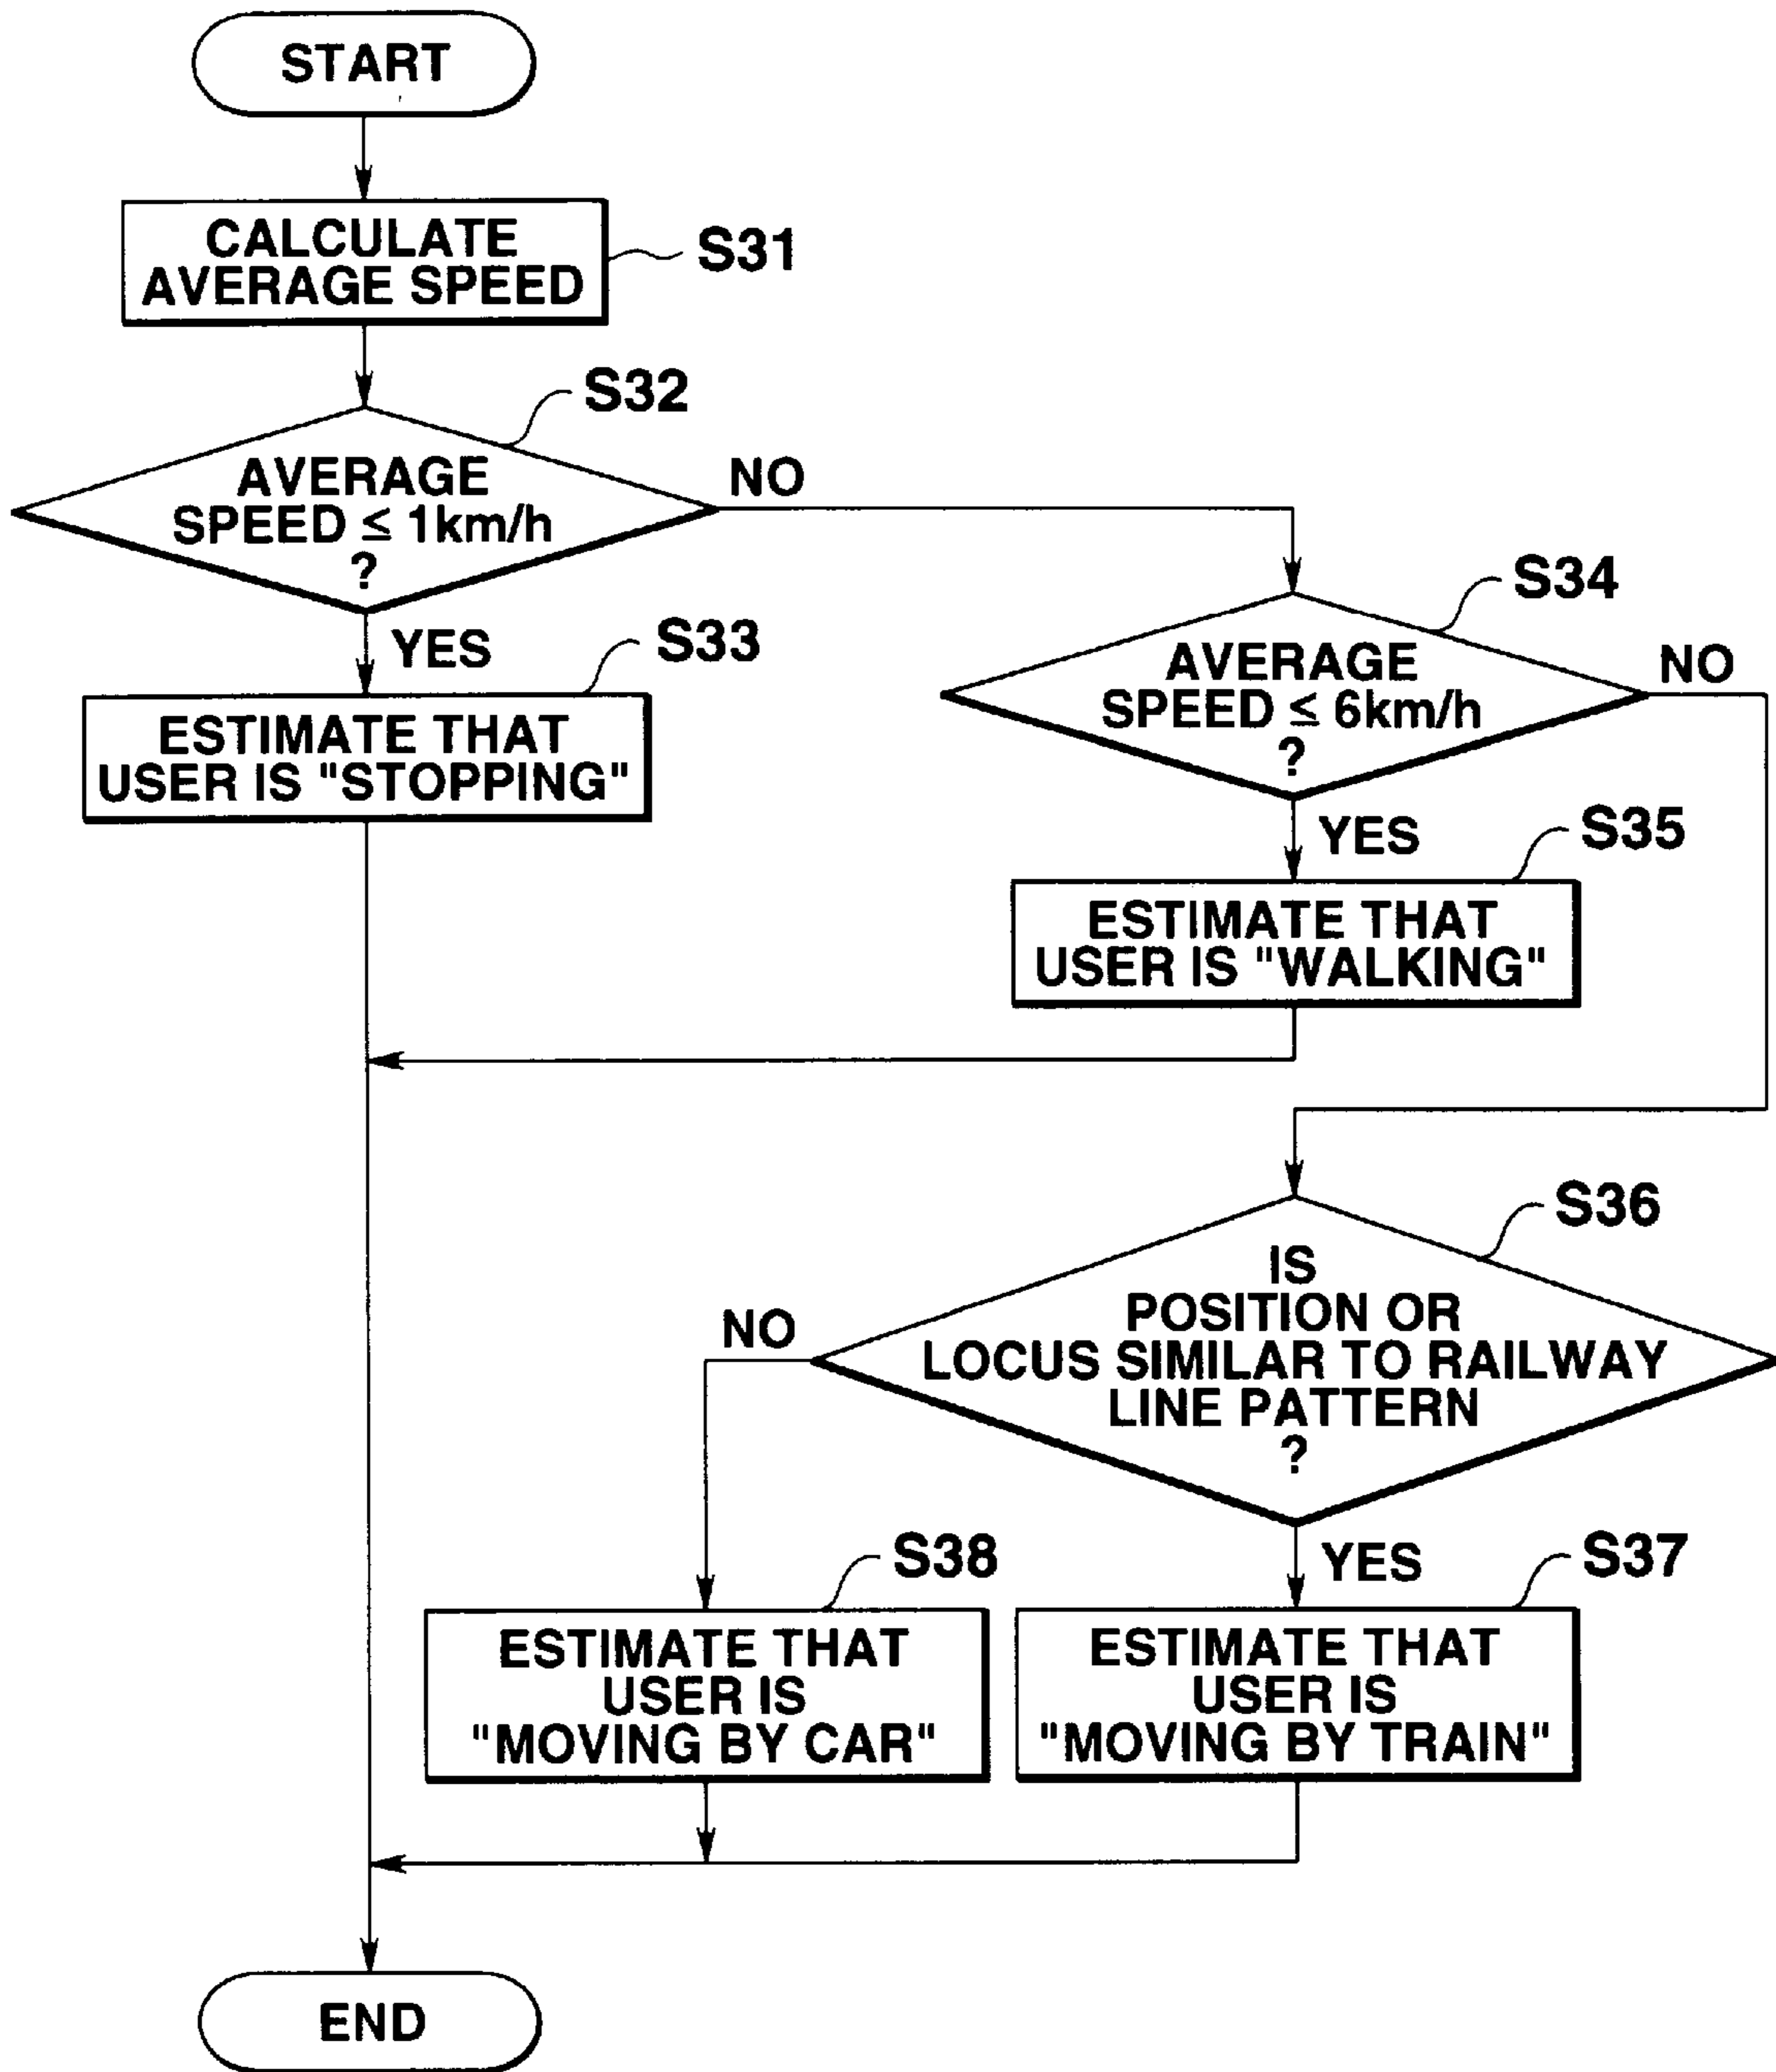 START
CALCULATE
AVERAGE SPEED
S31
S32
AVERAGE
SPEED ≤ 1km/h
?
NO
YES
S33
ESTIMATE THAT
USER IS "STOPPING"
S34
AVERAGE
SPEED ≤ 6km/h
?
NO
YES
S35
ESTIMATE THAT
USER IS "WALKING"
S36
IS
POSITION OR
LOCUS SIMILAR TO RAILWAY
LINE PATTERN
?
NO
YES
S38
ESTIMATE THAT
USER IS
"MOVING BY CAR"
S37
ESTIMATE THAT
USER IS
"MOVING BY TRAIN"
END